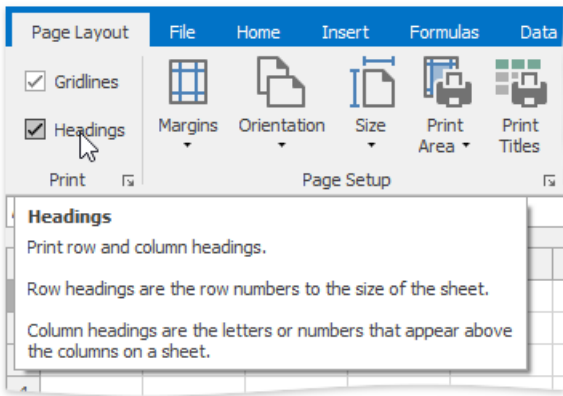 Page Layout File Home Insert Formulas Data
Gridlines
Headings
Margins Orientation Size Print Area Print Titles
Print Page Setup
Headings
Print row and column headings.
Row headings are the row numbers to the size of the sheet.
Column headings are the letters or numbers that appear above
the columns on a sheet.